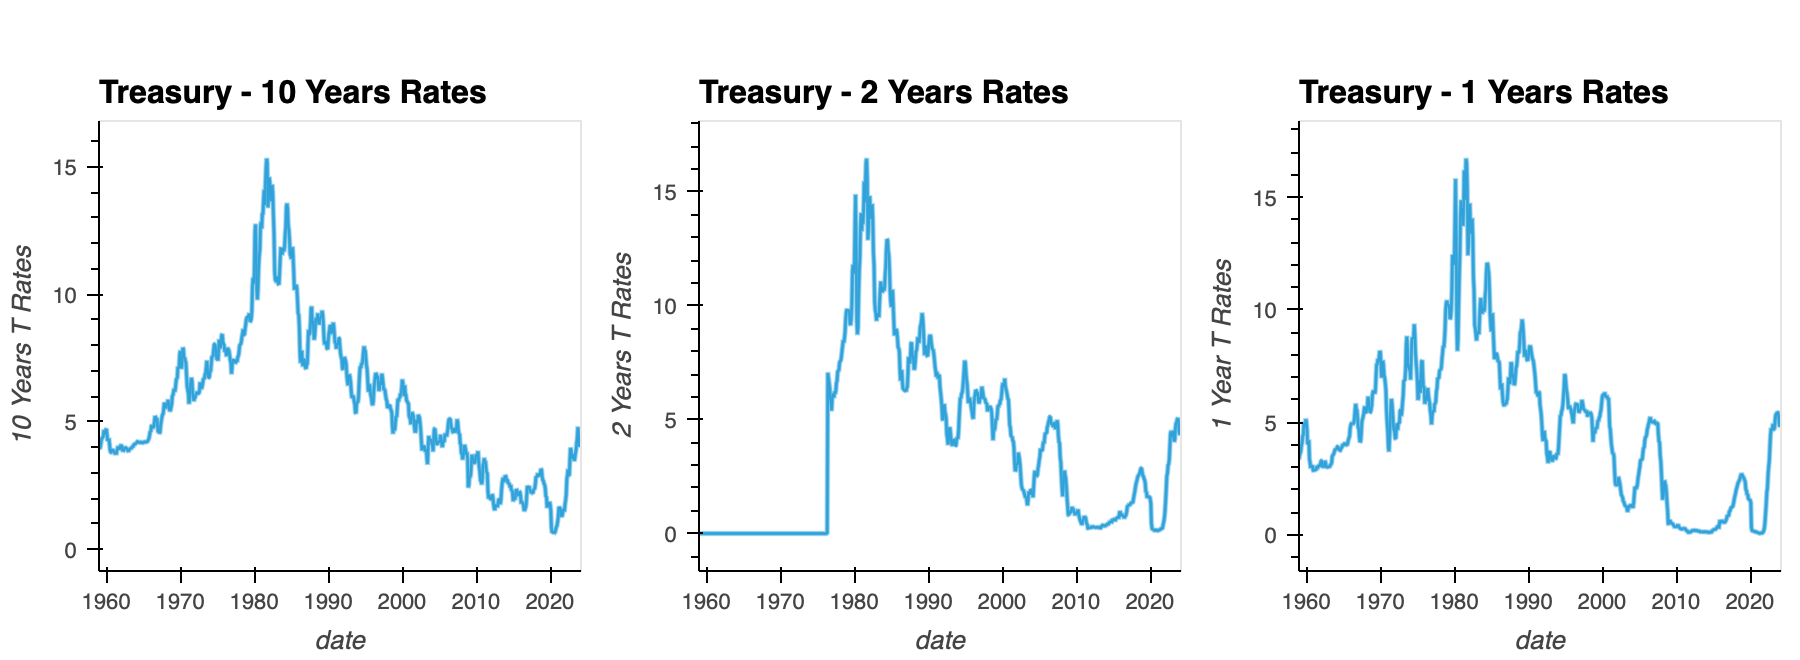 Treasury - 10 Years Rates
10 Years T Rates
15
10
5
0
1960 1970 1980 1990 2000 2010 2020
date
Treasury - 2 Years Rates
2 Years T Rates
15
10
5
0
1960 1970 1980 1990 2000 2010 2020
date
Treasury - 1 Years Rates
1 Year T Rates
15
10
5
0
1960 1970 1980 1990 2000 2010 2020
date